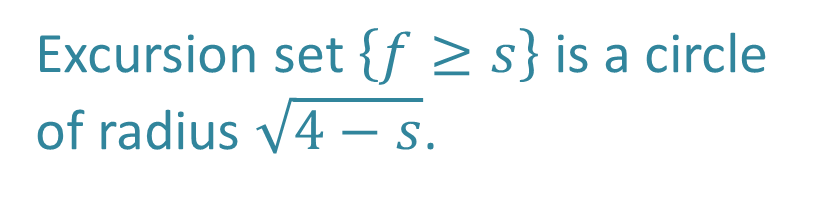 Excursion set {𝑓 ≥ 𝑠} is a circle
of radius √4 − 𝑠.